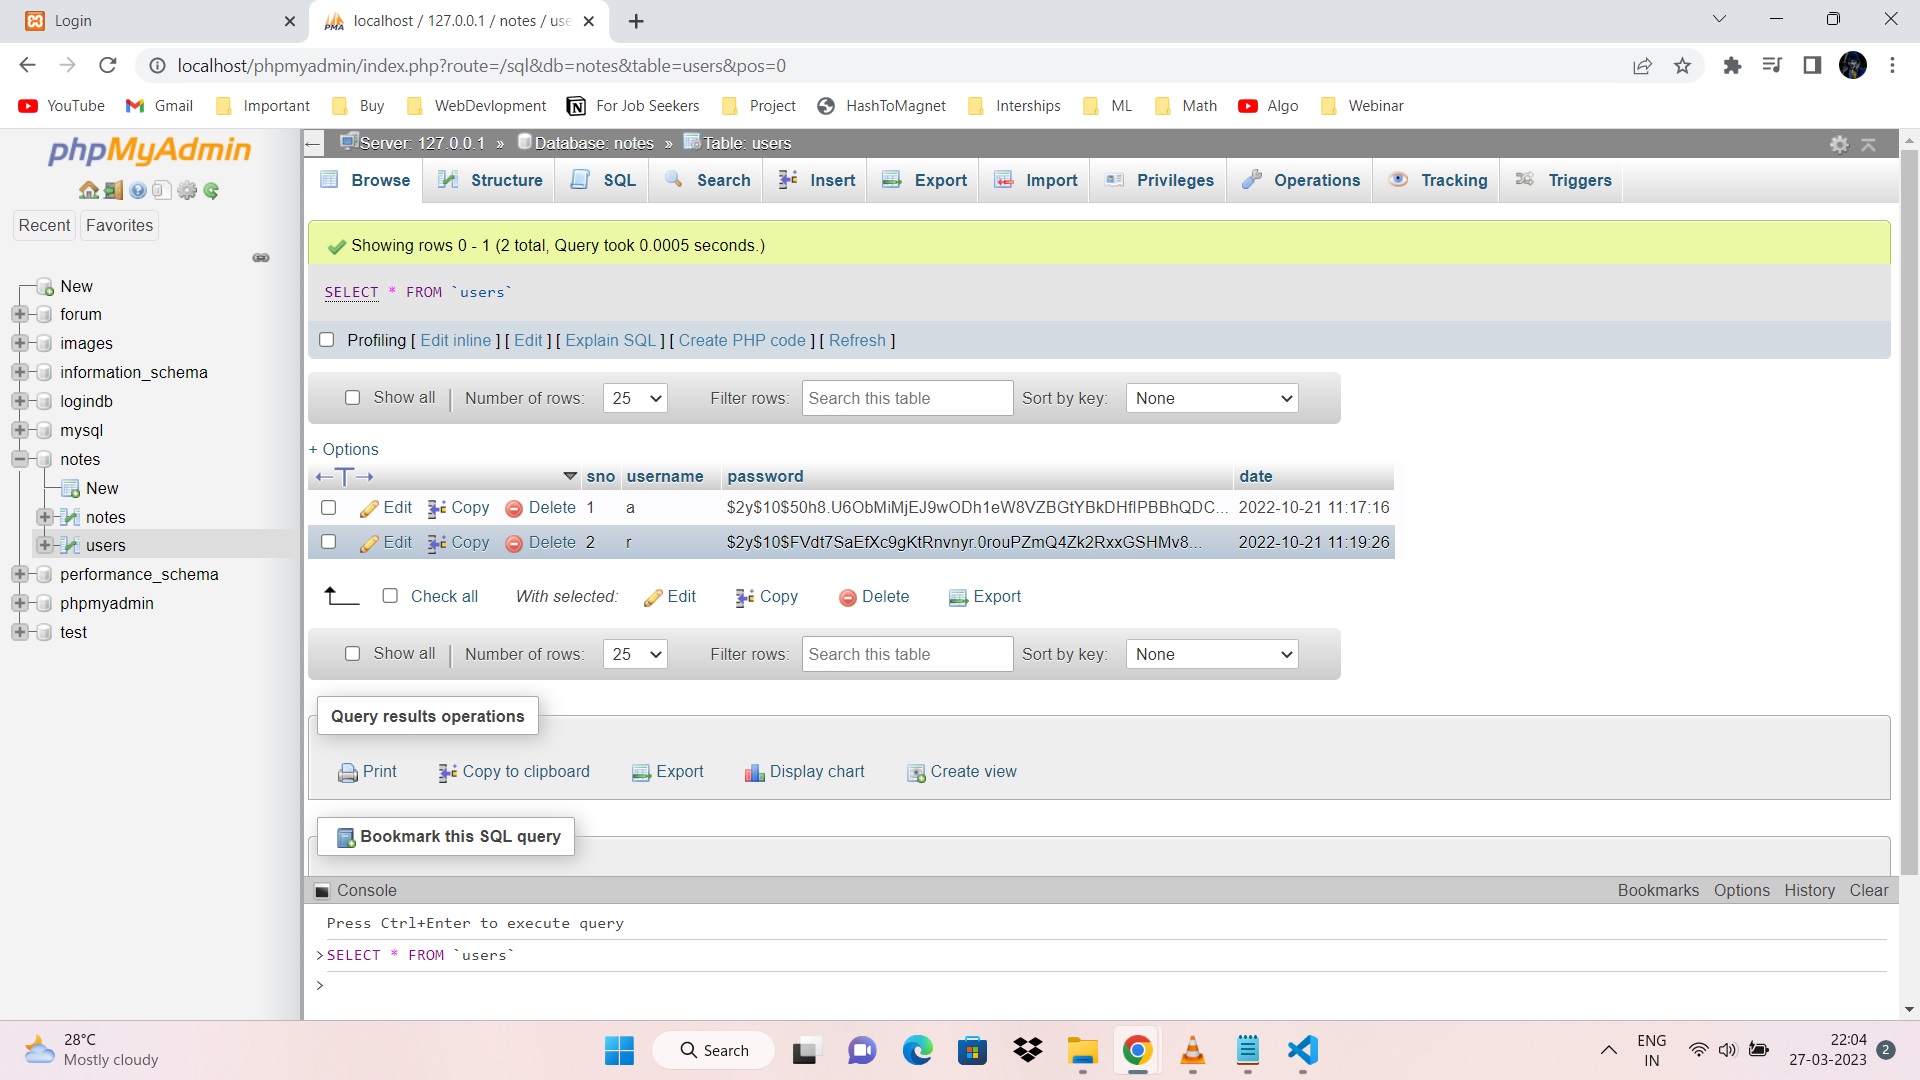 Login
localhost / 127.0.0.1 / notes / use
localhost/phpmyadmin/index.php?route=/sql&db=notes&table=users&pos=0
YouTube Gmail Important Buy WebDevlopment For Job Seekers Project HashToMagnet Interships ML Math Algo Webinar
phpMyAdmin
Recent Favorites
New
forum
images
information_schema
logindb
mysql
notes
New
notes
users
performance_schema
phpmyadmin
test
Server: 127.0.0.1 » Database: notes » Table: users
Browse Structure SQL Search Insert Export Import Privileges Operations Tracking Triggers
Showing rows 0 - 1 (2 total, Query took 0.0005 seconds.)
SELECT * FROM `users`
Profiling [ Edit inline ] [ Edit ] [ Explain SQL ] [ Create PHP code ] [ Refresh ]
Show all | Number of rows: 25 Filter rows: Search this table Sort by key: None
+ Options
←T→ sno username password date
Edit Copy Delete 1 a $2y$10$50h8.U6ObMiMjEJ9wODh1eW8VZBGtYBkDHflPBBhQDC... 2022-10-21 11:17:16
Edit Copy Delete 2 r $2y$10$FVdt7SaEfXc9gKtRnvnyr.0rouPZmQ4Zk2RxxGSHMv8... 2022-10-21 11:19:26
Check all With selected: Edit Copy Delete Export
Show all | Number of rows: 25 Filter rows: Search this table Sort by key: None
Query results operations
Print Copy to clipboard Export Display chart Create view
Bookmark this SQL query
Console Bookmarks Options History Clear
Press Ctrl+Enter to execute query
>SELECT * FROM `users`
>
28°C
Mostly cloudy
Search
ENG
IN
22:04
27-03-2023
2